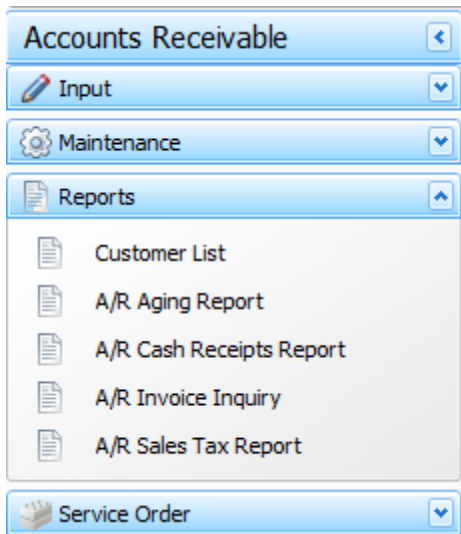 Accounts Receivable
Input
Maintenance
Reports
Customer List
A/R Aging Report
A/R Cash Receipts Report
A/R Invoice Inquiry
A/R Sales Tax Report
Service Order